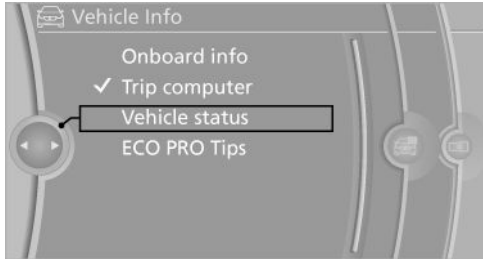 Vehicle Info
Onboard info
Trip computer
Vehicle status
ECO PRO Tips